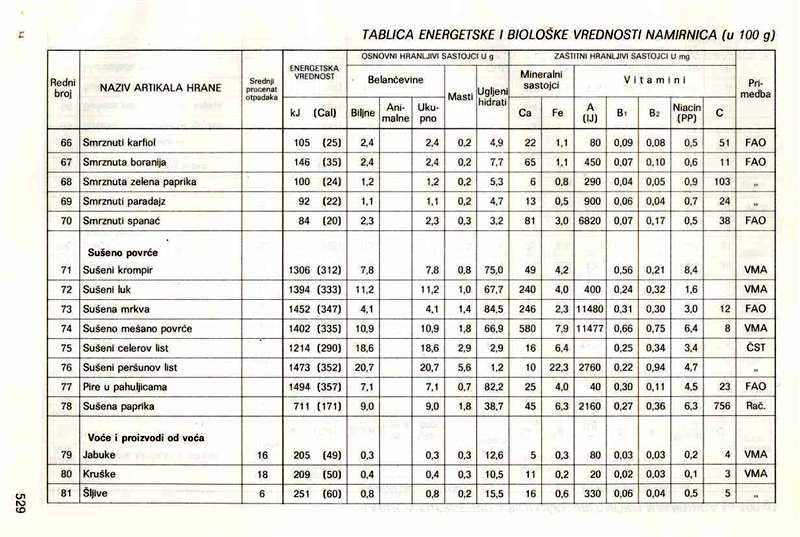 TABLICA ENERGETSKE I BIOLOŠKE VREDNOSTI NAMIRNICA (u 100 g)
Redni broj | NAZIV ARTIKALA HRANE | Srednji procenat otpadaka | ENERGETSKA VREDNOST | OSNOVNI HRANLJIVI SASTOJCI U g | ZAŠTITNI HRANLJIVI SASTOJCI U mg | Primedba
Belančevine | Masti | Ugljeni hidrati | Mineralni sastojci | Vitamini
kJ (Cal) | Biljne | Animalne | Ukupno | Ca | Fe | A (IJ) | B1 | B2 | Niacin (PP) | C
66 Smrznuti karfiol 105 (25) 2,4 2,4 0,2 4,9 22 1,1 80 0,09 0,08 0,5 51 FAO
67 Smrznuta boranija 146 (35) 2,4 2,4 0,2 7,7 65 1,1 450 0,07 0,10 0,6 11 FAO
68 Smrznuta zelena paprika 100 (24) 1,2 1,2 0,2 5,3 6 0,8 290 0,04 0,05 0,9 103 „
69 Smrznuti paradajz 92 (22) 1,1 1,1 0,2 4,7 13 0,5 900 0,06 0,04 0,7 24 „
70 Smrznuti spanać 84 (20) 2,3 2,3 0,3 3,2 81 3,0 6820 0,07 0,17 0,5 38 FAO
Sušeno povrće
71 Sušeni krompir 1306 (312) 7,8 7,8 0,8 75,0 49 4,2 0,56 0,21 8,4 VMA
72 Sušeni luk 1394 (333) 11,2 11,2 1,0 67,7 240 4,0 400 0,24 0,32 1,6 VMA
73 Sušena mrkva 1452 (347) 4,1 4,1 1,4 84,5 246 2,3 11480 0,31 0,30 3,0 12 FAO
74 Sušeno mešano povrće 1402 (335) 10,9 10,9 1,8 66,9 580 7,9 11477 0,66 0,75 6,4 8 VMA
75 Sušeni celerov list 1214 (290) 18,6 18,6 2,9 2,9 16 6,4 0,25 0,34 3,4 ČST
76 Sušeni peršunov list 1473 (352) 20,7 20,7 5,6 1,2 10 22,3 2760 0,22 0,94 4,7 „
77 Pire u pahuljicama 1494 (357) 7,1 7,1 0,7 82,2 25 4,0 40 0,30 0,11 4,5 23 FAO
78 Sušena paprika 711 (171) 9,0 9,0 1,8 38,7 45 6,3 2160 0,27 0,36 6,3 756 Rač.
Voće i proizvodi od voća
79 Jabuke 16 205 (49) 0,3 0,3 0,3 12,6 5 0,3 80 0,03 0,03 0,2 4 VMA
80 Kruške 18 209 (50) 0,4 0,4 0,3 10,5 11 0,2 20 0,02 0,03 0,1 3 VMA
81 Šljive 6 251 (60) 0,8 0,8 0,2 15,5 16 0,6 330 0,06 0,04 0,5 5 „
529